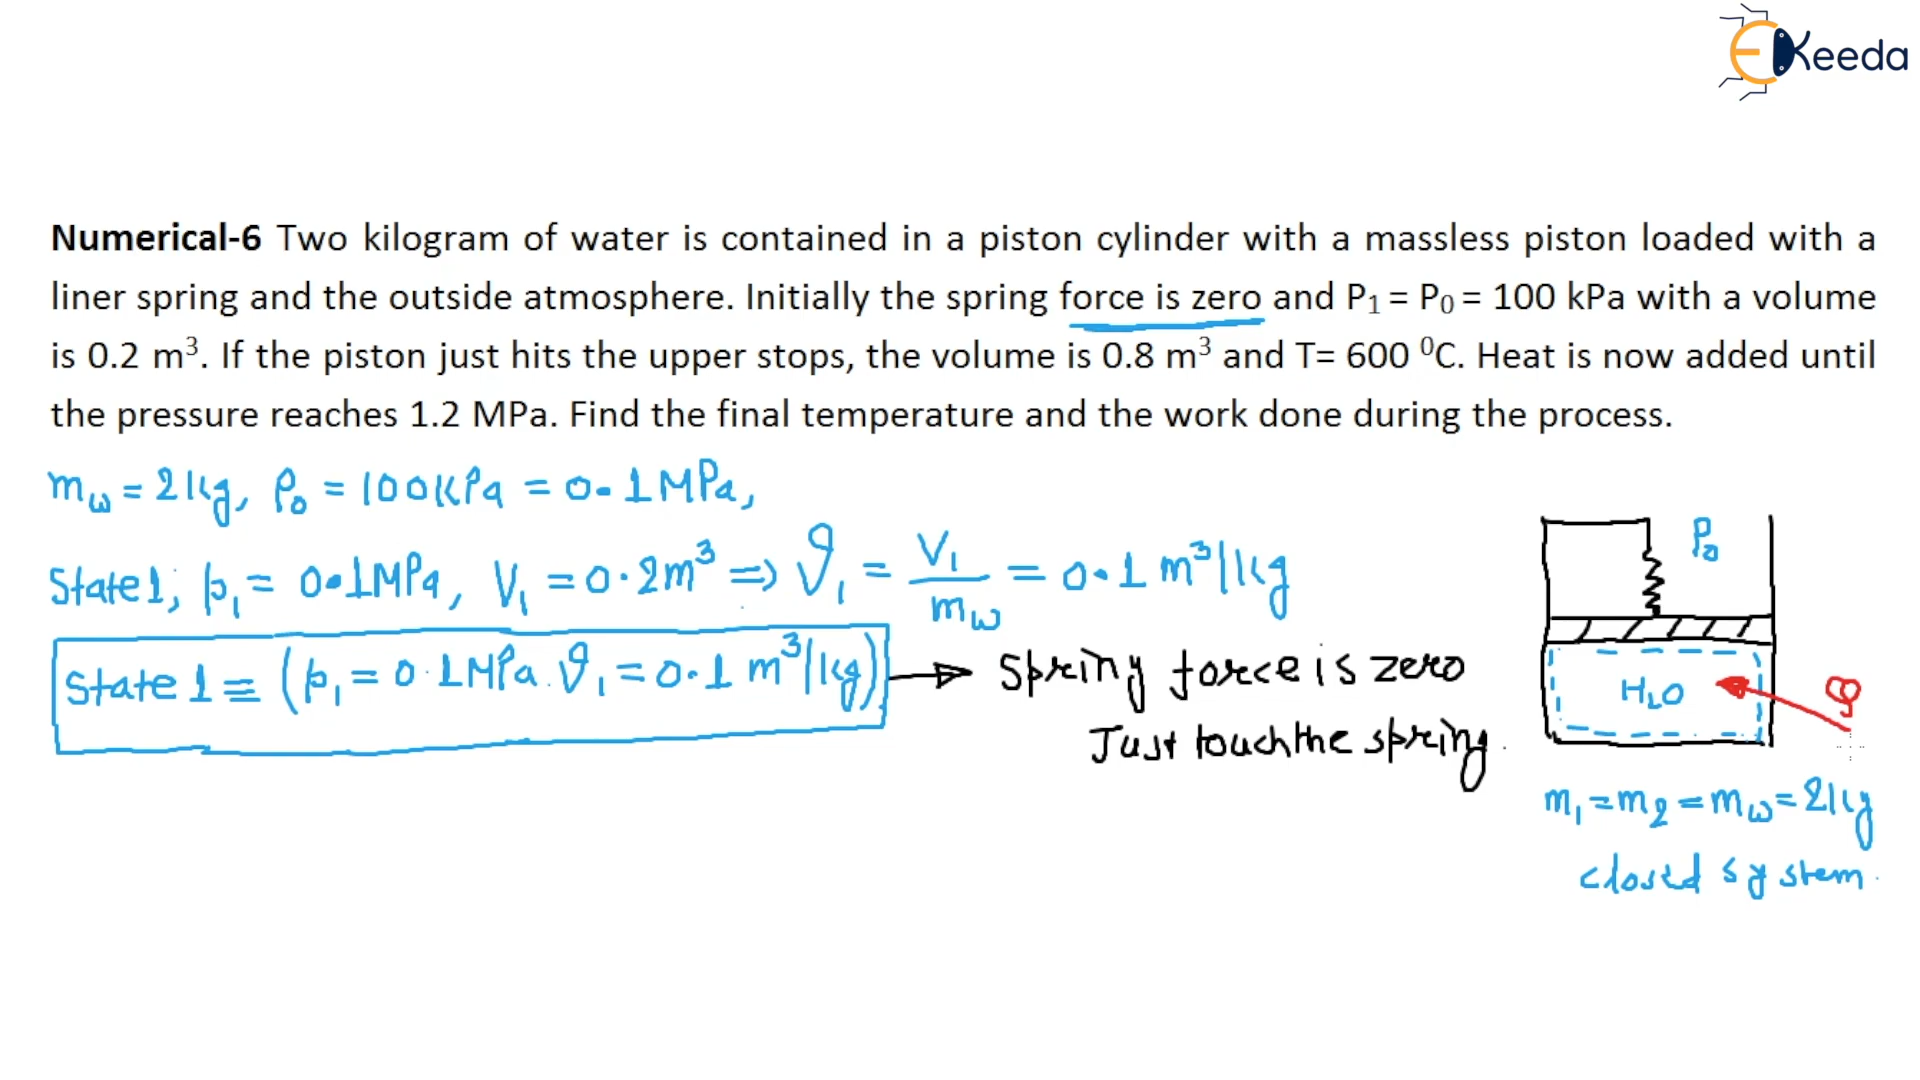 EKeeda
Numerical-6 Two kilogram of water is contained in a piston cylinder with a massless piston loaded with a
liner spring and the outside atmosphere. Initially the spring force is zero and P₁ = P₀ = 100 kPa with a volume
is 0.2 m³. If the piston just hits the upper stops, the volume is 0.8 m³ and T= 600 ⁰C. Heat is now added until
the pressure reaches 1.2 MPa. Find the final temperature and the work done during the process.
m_w = 2kg, P₀ = 100KPa = 0.1MPa,
State1; p₁ = 0.1MPa, V₁ = 0.2m³ => ϑ₁ = V₁/m_w = 0.1 m³/kg
State 1 ≡ (p₁ = 0.1MPa. ϑ₁ = 0.1 m³/kg) → Spring force is zero
Just touch the spring.
P₀
H₂O
Q
m₁ = m₂ = m_w = 2kg
closed system.